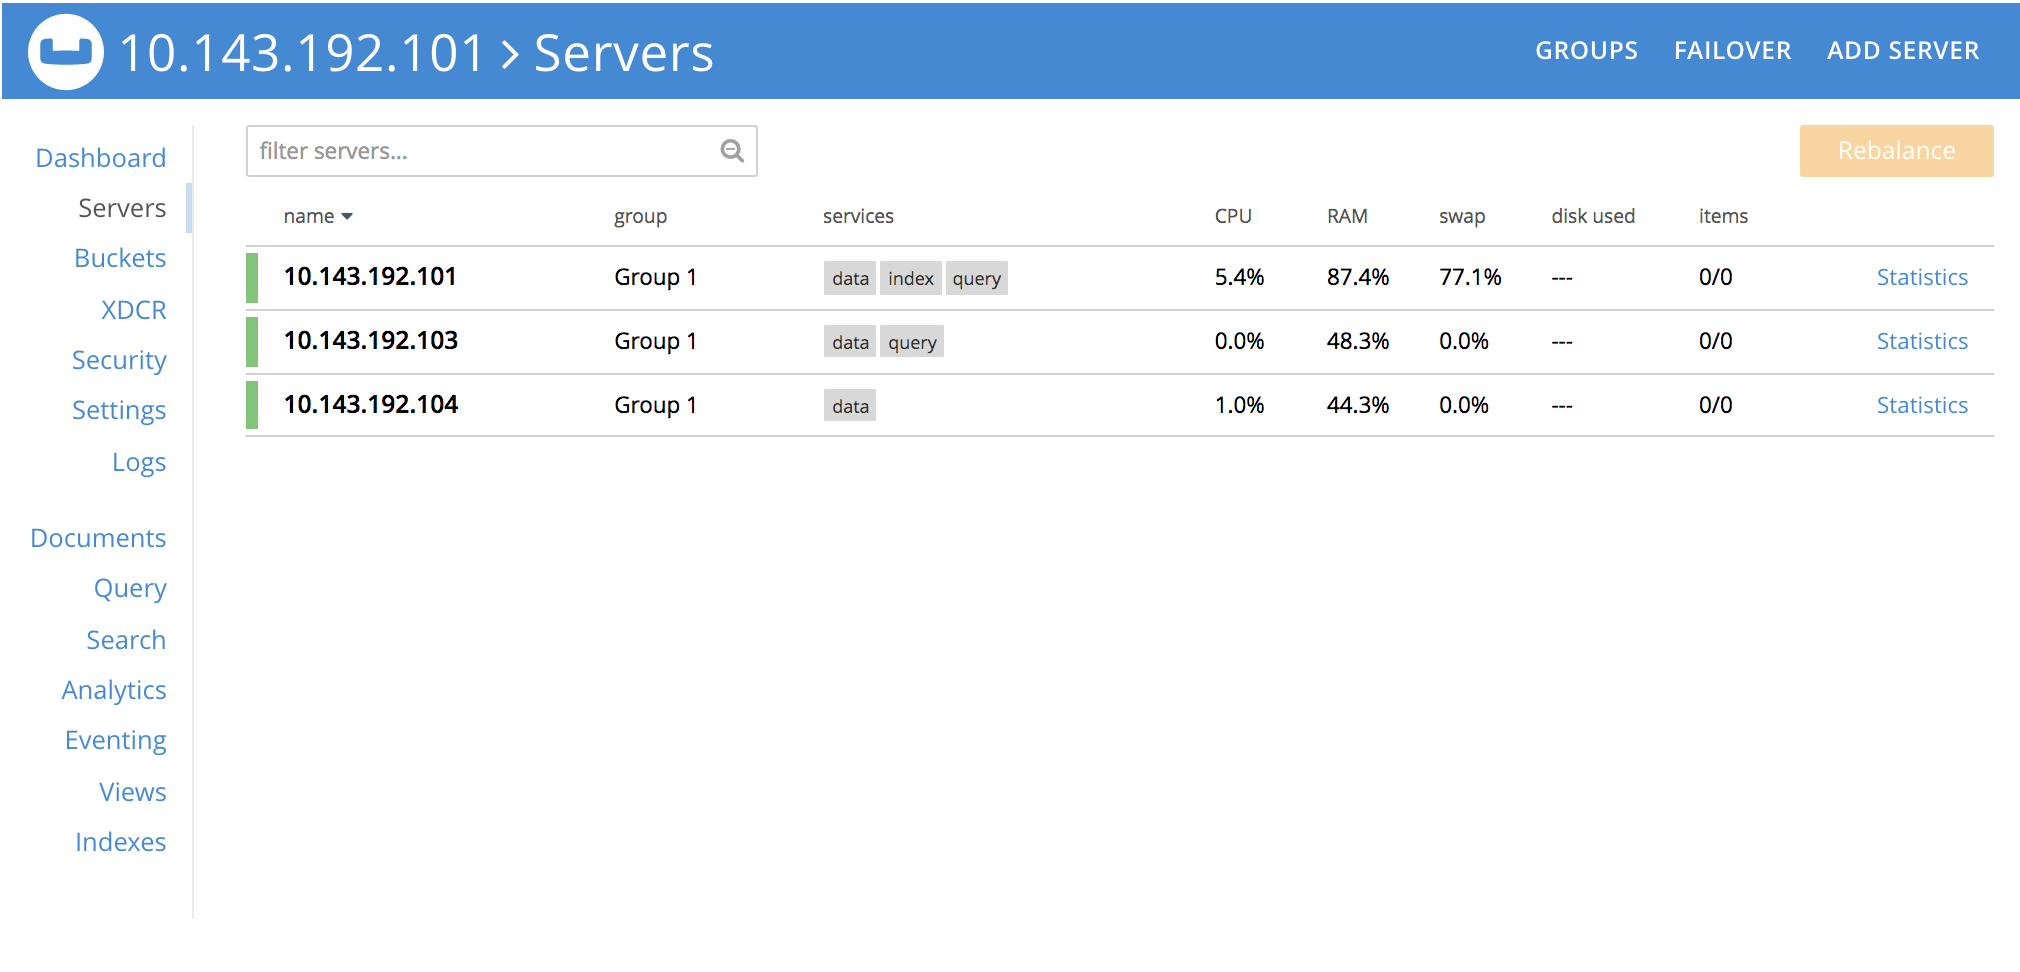 10.143.192.101 > Servers
GROUPS FAILOVER ADD SERVER
Dashboard
Servers
Buckets
XDCR
Security
Settings
Logs
Documents
Query
Search
Analytics
Eventing
Views
Indexes
filter servers...
Rebalance
name group services CPU RAM swap disk used items
10.143.192.101 Group 1 data index query 5.4% 87.4% 77.1% --- 0/0 Statistics
10.143.192.103 Group 1 data query 0.0% 48.3% 0.0% --- 0/0 Statistics
10.143.192.104 Group 1 data 1.0% 44.3% 0.0% --- 0/0 Statistics